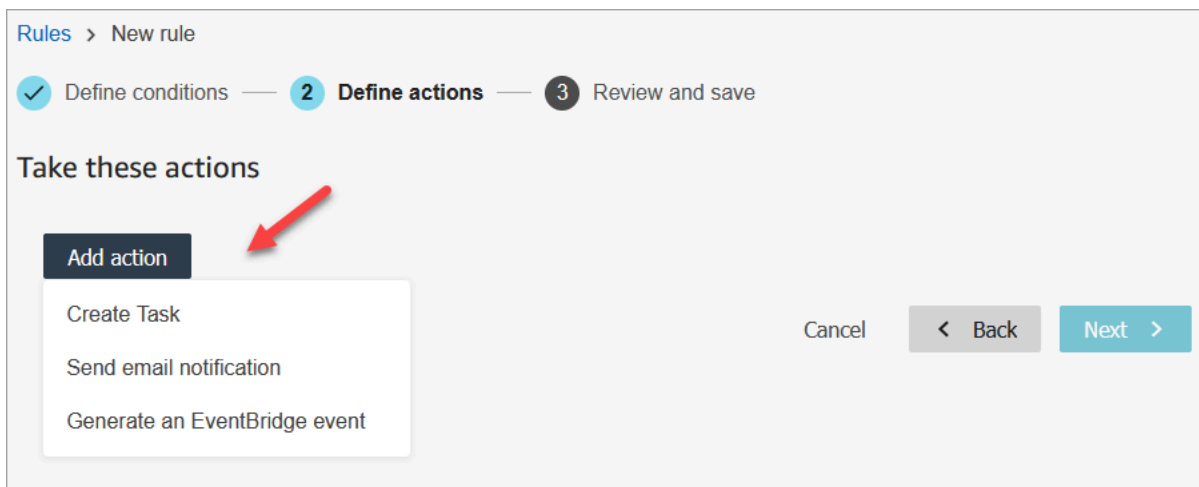 Rules > New rule
Define conditions 2 Define actions 3 Review and save
Take these actions
Add action
Create Task
Send email notification
Generate an EventBridge event
Cancel < Back Next >